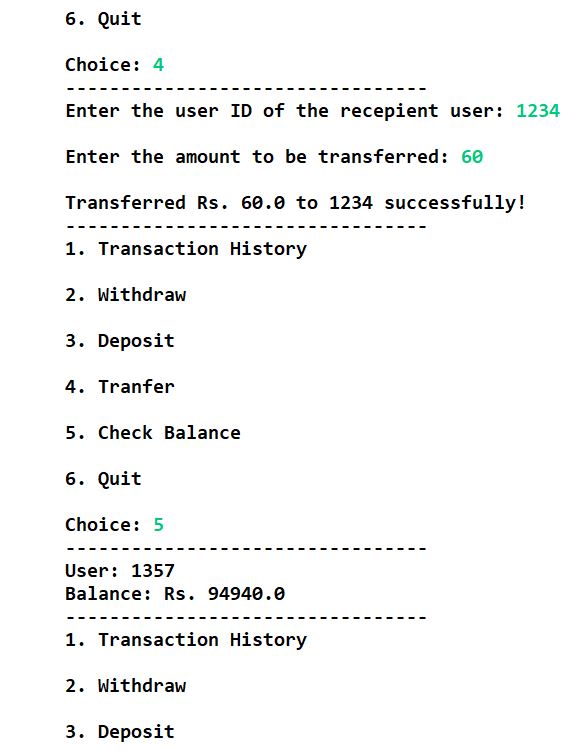 6. Quit
Choice: 4
---------------------------------
Enter the user ID of the recepient user: 1234
Enter the amount to be transferred: 60
Transferred Rs. 60.0 to 1234 successfully!
---------------------------------
1. Transaction History
2. Withdraw
3. Deposit
4. Tranfer
5. Check Balance
6. Quit
Choice: 5
---------------------------------
User: 1357
Balance: Rs. 94940.0
---------------------------------
1. Transaction History
2. Withdraw
3. Deposit